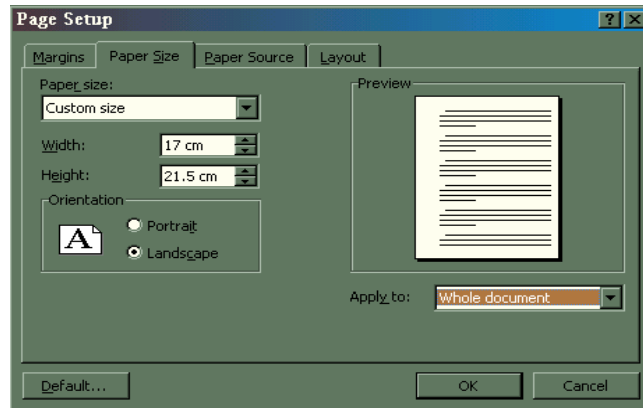 Page Setup
Margins Paper Size Paper Source Layout
Paper size:
Custom size
Width: 17 cm
Height: 21.5 cm
Orientation
A
Portrait
Landscape
Preview
Apply to: Whole document
Default... OK Cancel